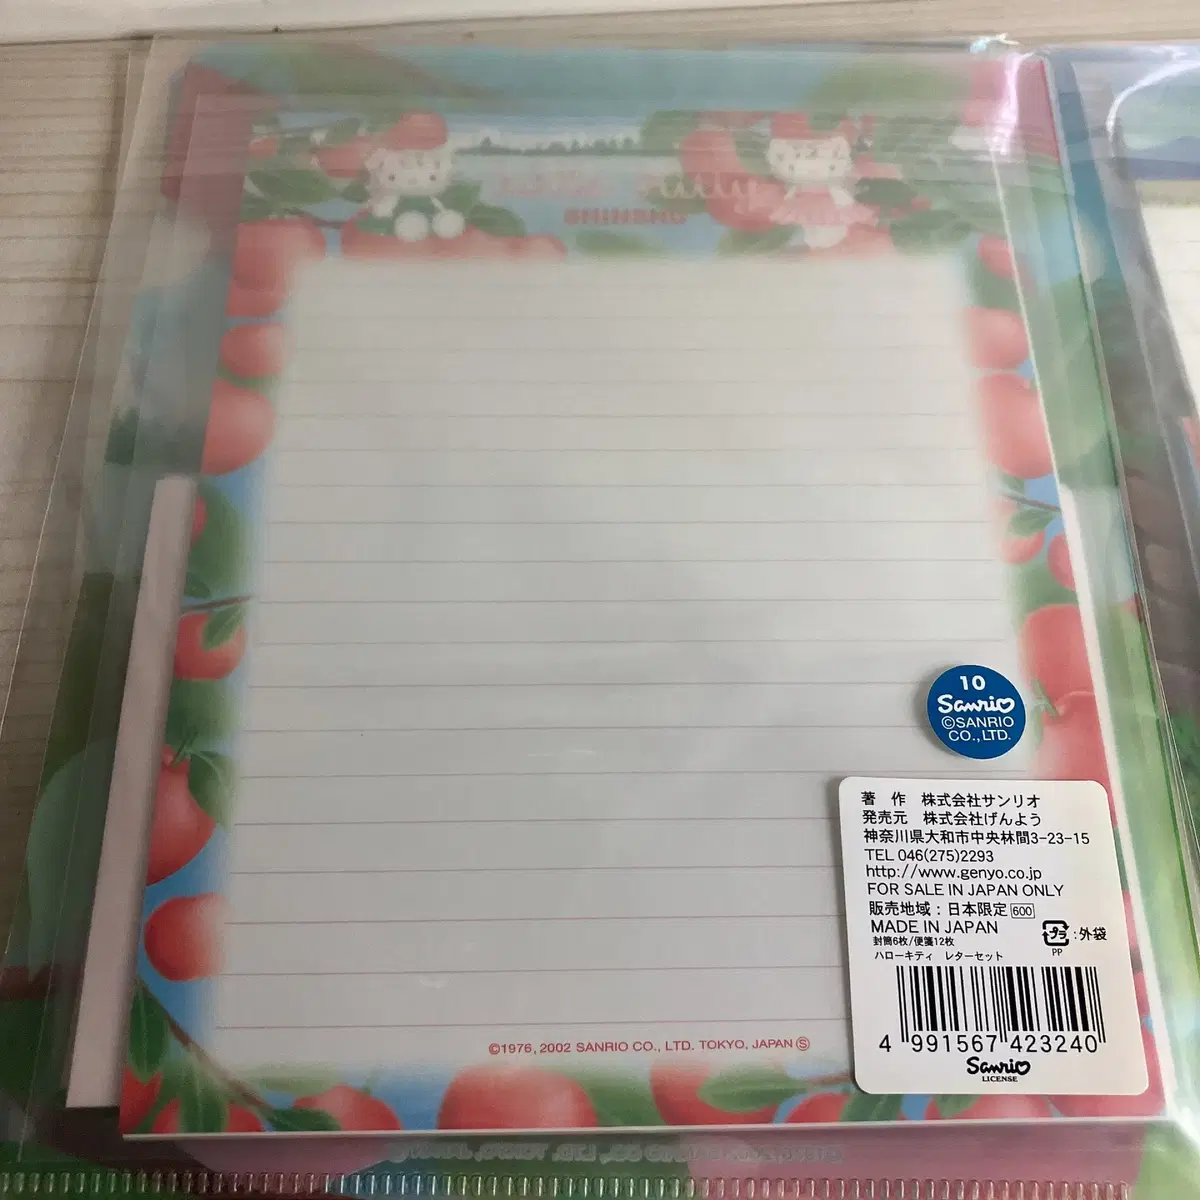 Hello Kitty
SHINSHU
10
Sanrio
©SANRIO
CO.,LTD.
著 作 株式会社サンリオ
発売元 株式会社げんよう
神奈川県大和市中央林間3-23-15
TEL 046(275)2293
http://www.genyo.co.jp
FOR SALE IN JAPAN ONLY
販売地域:日本限定 600
MADE IN JAPAN
プラ :外袋
封筒6枚/便箋12枚
PP
ハローキティ レターセット
4 991567 423240
Sanrio
LICENSE
©1976, 2002 SANRIO CO., LTD. TOKYO, JAPAN Ⓢ